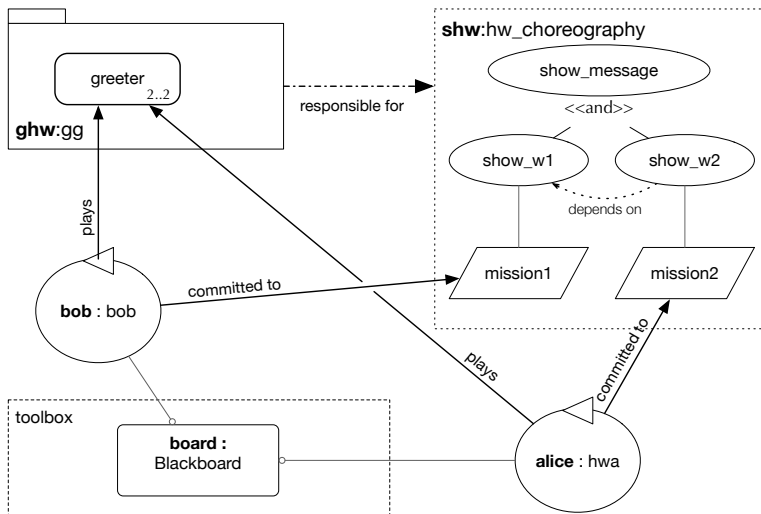 shw:hw_choreography
greeter
2..2
show_message
responsible for
<<and>>
ghw:gg
show_w1
show_w2
depends on
plays
mission1
mission2
committed to
bob : bob
plays
committed to
toolbox
board :
Blackboard
alice : hwa